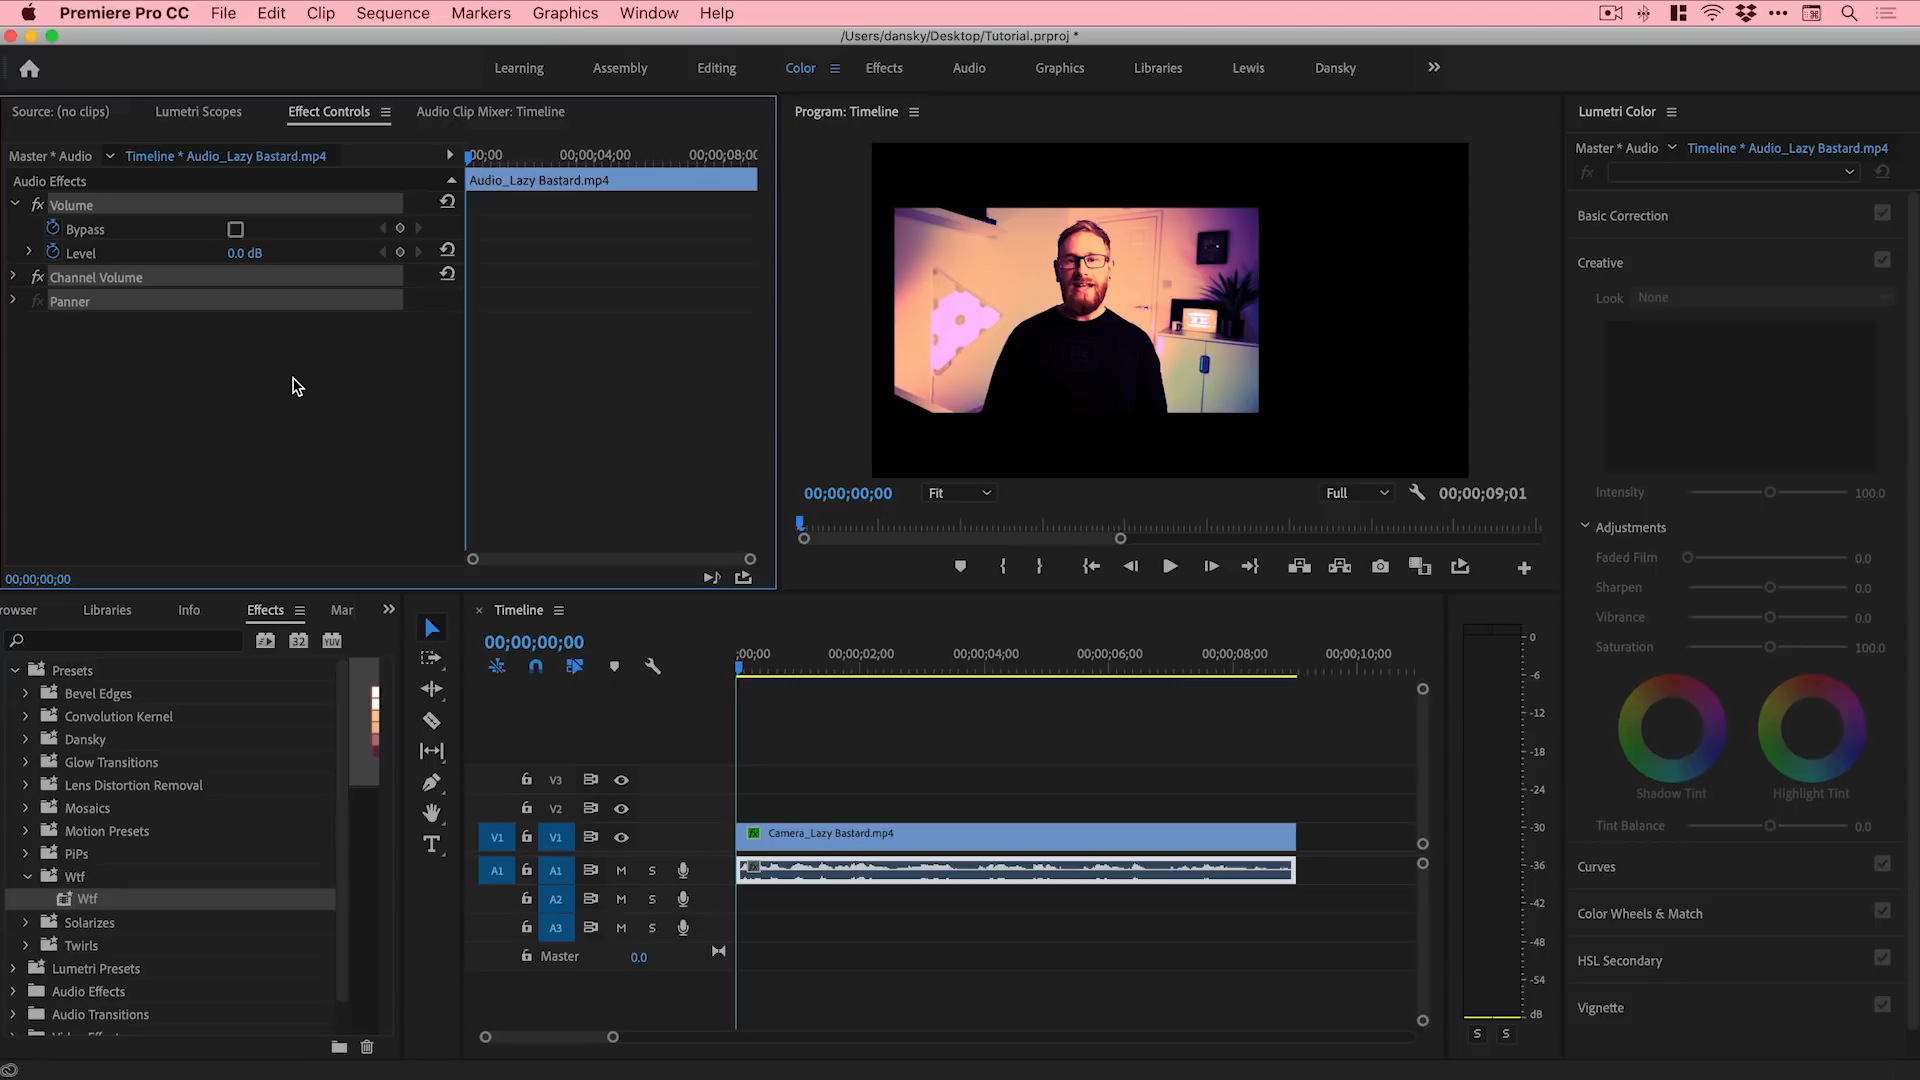 Premiere Pro CC File Edit Clip Sequence Markers Graphics Window Help
/Users/dansky/Desktop/Tutorial.prproj *
Learning Assembly Editing Color Effects Audio Graphics Libraries Lewis Dansky
Source: (no clips) Lumetri Scopes Effect Controls Audio Clip Mixer: Timeline
Master * Audio Timeline * Audio_Lazy Bastard.mp4
;00;00 00;00;04;00 00;00;08;00
Audio Effects
Audio_Lazy Bastard.mp4
fx Volume
Bypass
Level 0.0 dB
fx Channel Volume
fx Panner
00;00;00;00
Program: Timeline
00;00;00;00 Fit Full 00;00;09;01
Lumetri Color
Master * Audio Timeline * Audio_Lazy Bastard.mp4
fx
Basic Correction
Creative
Look None
Intensity 100.0
Adjustments
Faded Film 0.0
Sharpen 0.0
Vibrance 0.0
Saturation 100.0
Shadow Tint Highlight Tint
Tint Balance 0.0
Curves
Color Wheels & Match
HSL Secondary
Vignette
rowser Libraries Info Effects Mar
32 YUV
Presets
Bevel Edges
Convolution Kernel
Dansky
Glow Transitions
Lens Distortion Removal
Mosaics
Motion Presets
PiPs
Wtf
Wtf
Solarizes
Twirls
Lumetri Presets
Audio Effects
Audio Transitions
Timeline
00;00;00;00
;00;00 00;00;02;00 00;00;04;00 00;00;06;00 00;00;08;00 00;00;10;00
V3
V2
V1 V1 fx Camera_Lazy Bastard.mp4
A1 A1 M S
A2 M S
A3 M S
Master 0.0
0
-6
-12
-18
-24
-30
-36
-42
-48
-54
dB
S S